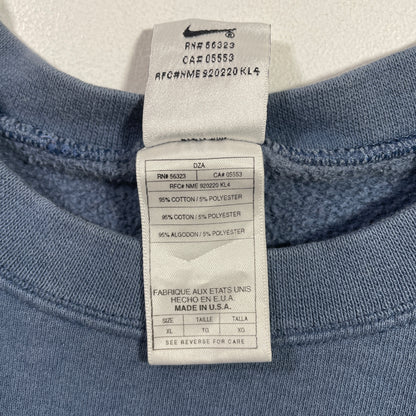 RN# 56323
CA# 05553
RFC#NME 920220 KL4
DZA
RN# 56323 CA# 05553
RFC# NME 920220 KL4
95% COTTON / 5% POLYESTER
95% COTON / 5% POLYESTER
95% ALGODON / 5% POLYESTER
FABRIQUE AUX ETATS UNIS
HECHO EN E.U.A.
MADE IN U.S.A.
SIZE TAILLE TALLA
XL TG XG
SEE REVERSE FOR CARE